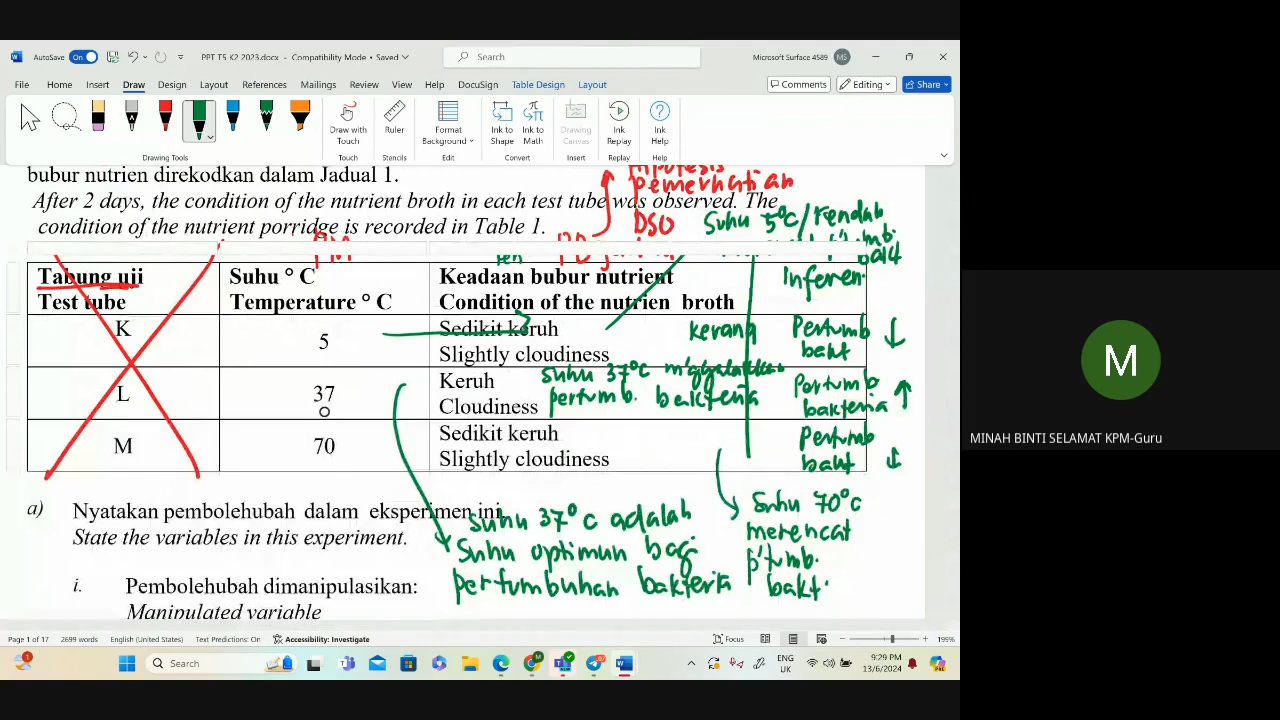 AutoSave On PPT T5 K2 2023.docx - Compatibility Mode • Saved Search Microsoft Surface 4589 MS
File Home Insert Draw Design Layout References Mailings Review View Help DocuSign Table Design Layout Comments Editing Share
Draw with Touch Ruler Format Background Ink to Shape Ink to Math Drawing Canvas Ink Replay Ink Help
Drawing Tools Touch Stencils Edit Convert Insert Replay Help
bubur nutrien direkodkan dalam Jadual 1.
pemerhatian
After 2 days, the condition of the nutrient broth in each test tube was observed. The
DSO
Suhu 5°C/rendah
condition of the nutrient porridge is recorded in Table 1.
PM
Tabung uji Suhu ° C Keadaan bubur nutrient
Inferen
Test tube Temperature ° C Condition of the nutrien broth
K 5 Sedikit keruh
kerana Pertumb
Slightly cloudiness
bakt ↓
L 37 Keruh
suhu 37°C
Pertumb
Cloudiness
pertumb. bakteria
bakteria ↑
M 70 Sedikit keruh
Pertumb
Slightly cloudiness
bakt ↓
a) Nyatakan pembolehubah dalam eksperimen ini.
State the variables in this experiment.
Suhu 37°C adalah
Suhu optimum bagi
pertumbuhan bakteria
Suhu 70°C
merencat
p'tumb.
bakt.
i. Pembolehubah dimanipulasikan:
Manipulated variable
M
MINAH BINTI SELAMAT KPM-Guru
Page 1 of 17 2699 words English (United States) Text Predictions: On Accessibility: Investigate Focus 199%
1 Search ENG UK 9:29 PM 13/6/2024